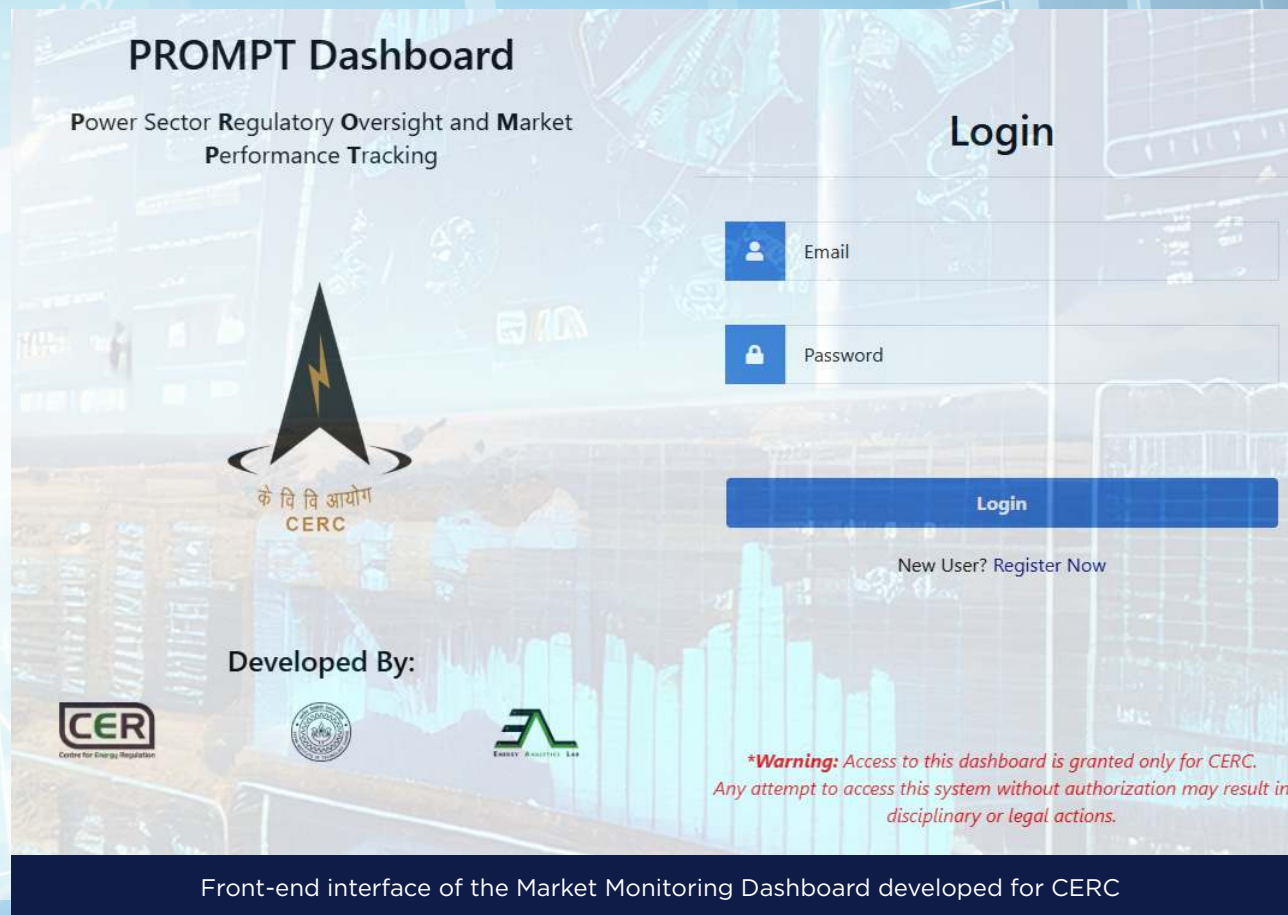 PROMPT Dashboard
Power Sector Regulatory Oversight and Market
Performance Tracking
के वि वि आयोग
CERC
Developed By:
CER
Centre for Energy Regulation
ENERGY ANALYTICS LAB
Login
Email
Password
Login
New User? Register Now
*Warning: Access to this dashboard is granted only for CERC.
Any attempt to access this system without authorization may result in
disciplinary or legal actions.
Front-end interface of the Market Monitoring Dashboard developed for CERC